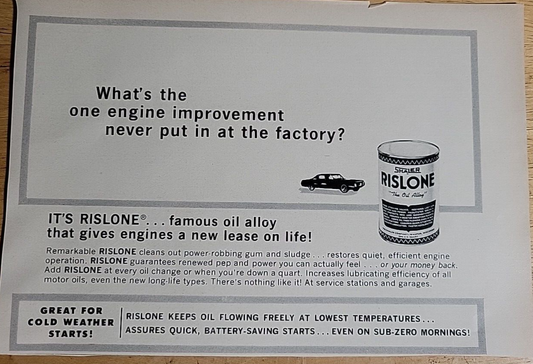 What's the
one engine improvement
never put in at the factory?
SHALER
RISLONE
"The Oil Alloy"
IT'S RISLONE®... famous oil alloy
that gives engines a new lease on life!
Remarkable RISLONE cleans out power-robbing gum and sludge... restores quiet, efficient engine
operation. RISLONE guarantees renewed pep and power you can actually feel... or your money back.
Add RISLONE at every oil change or when you're down a quart. Increases lubricating efficiency of all
motor oils, even the new long-life types. There's nothing like it! At service stations and garages.
GREAT FOR
COLD WEATHER
STARTS!
RISLONE KEEPS OIL FLOWING FREELY AT LOWEST TEMPERATURES...
ASSURES QUICK, BATTERY-SAVING STARTS... EVEN ON SUB-ZERO MORNINGS!